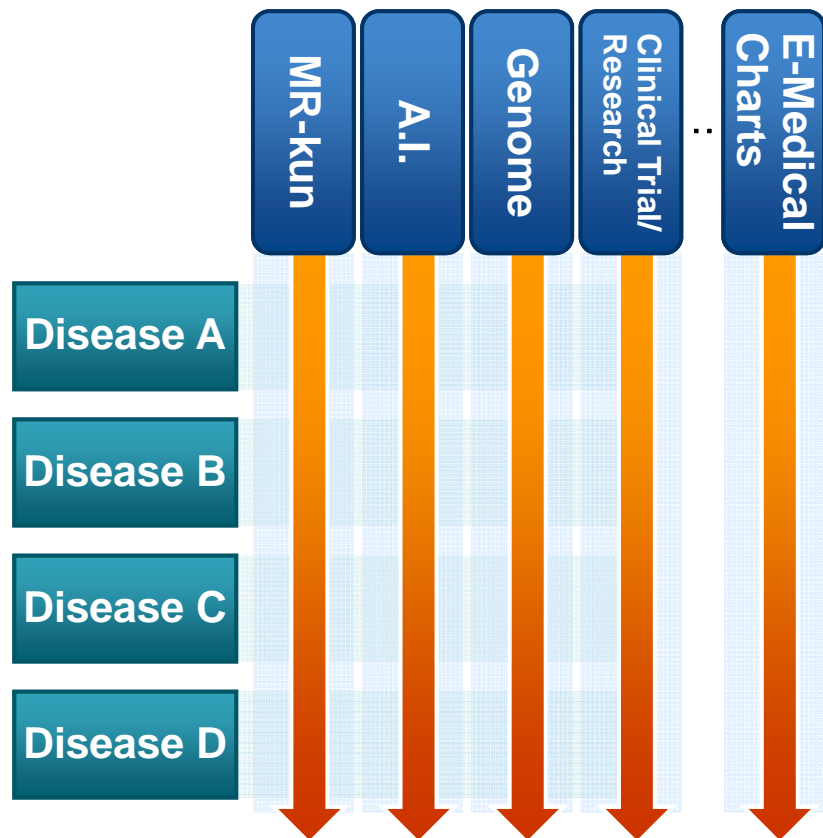 MR-kun
A.I.
Genome
Clinical Trial/
Research
..
E-Medical
Charts
Disease A
Disease B
Disease C
Disease D